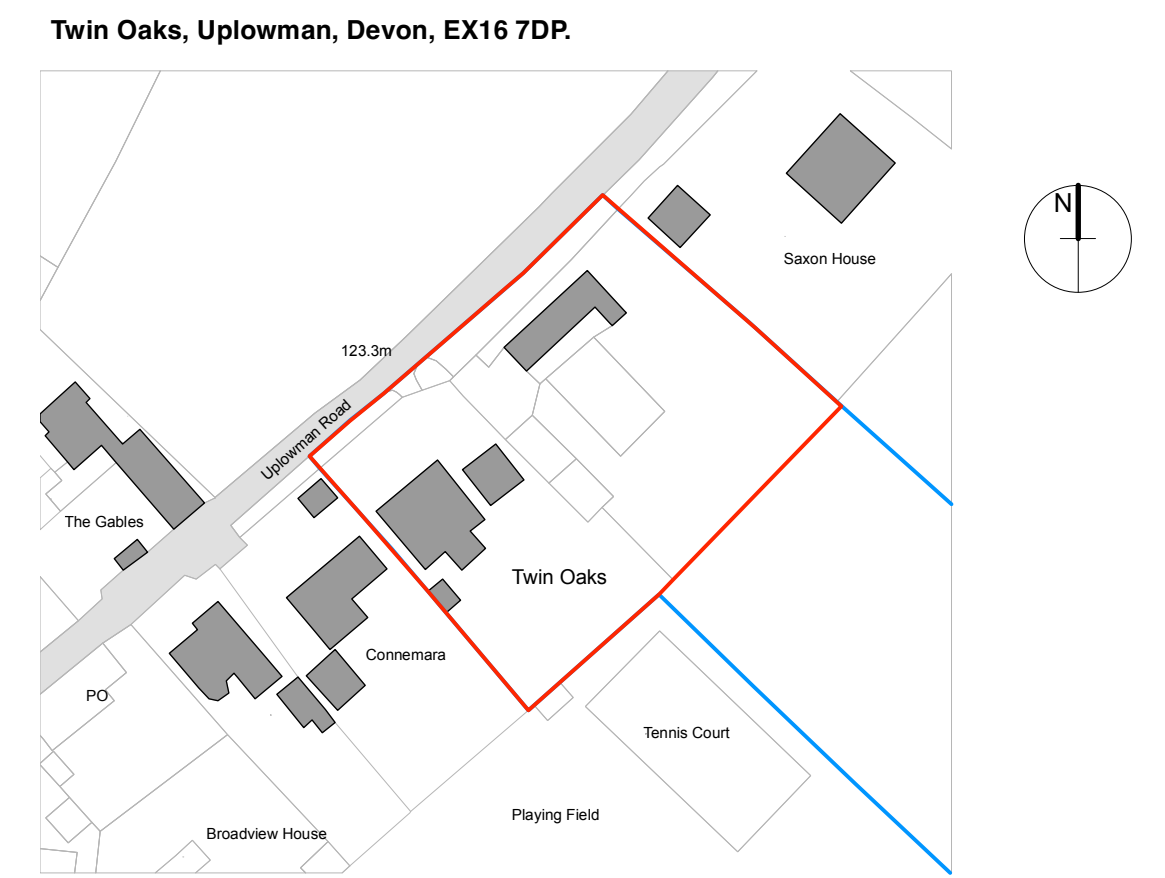 Twin Oaks, Uplowman, Devon, EX16 7DP.
N
Saxon House
123.3m
Uplowman Road
The Gables
Twin Oaks
Connemara
PO
Tennis Court
Playing Field
Broadview House